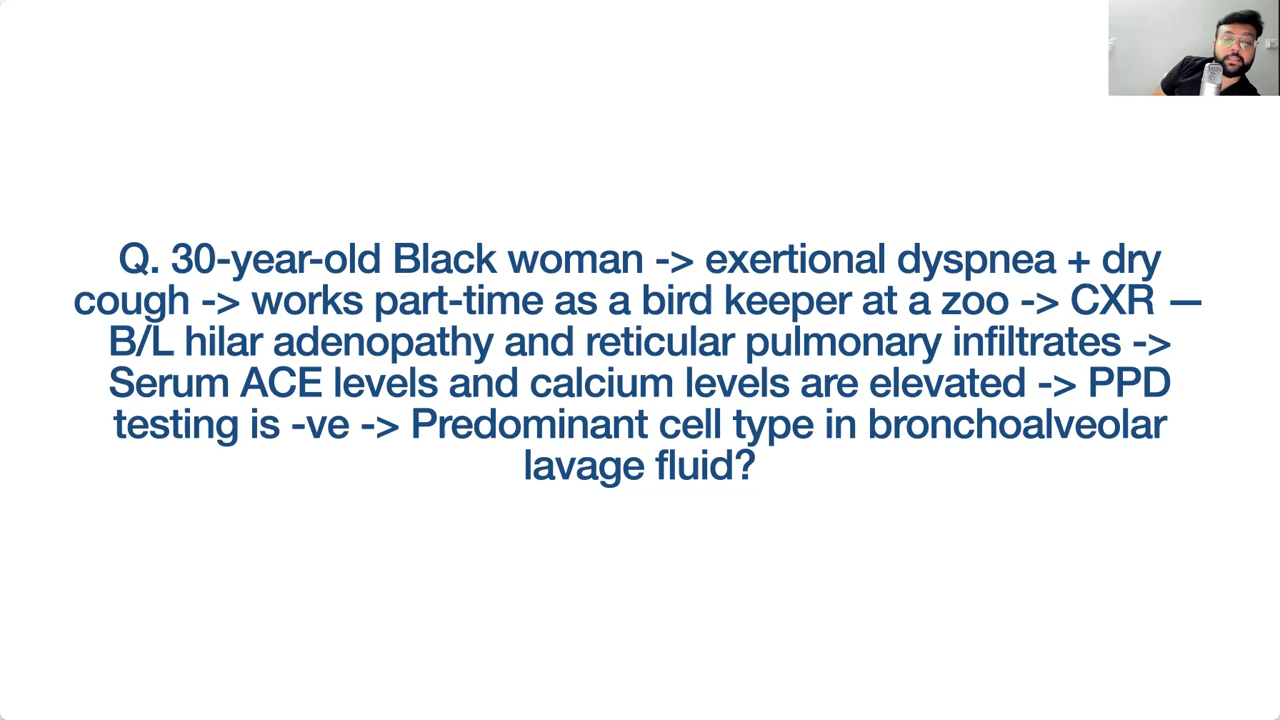 Q. 30-year-old Black woman -> exertional dyspnea + dry
cough -> works part-time as a bird keeper at a zoo -> CXR —
B/L hilar adenopathy and reticular pulmonary infiltrates ->
Serum ACE levels and calcium levels are elevated -> PPD
testing is -ve -> Predominant cell type in bronchoalveolar
lavage fluid?